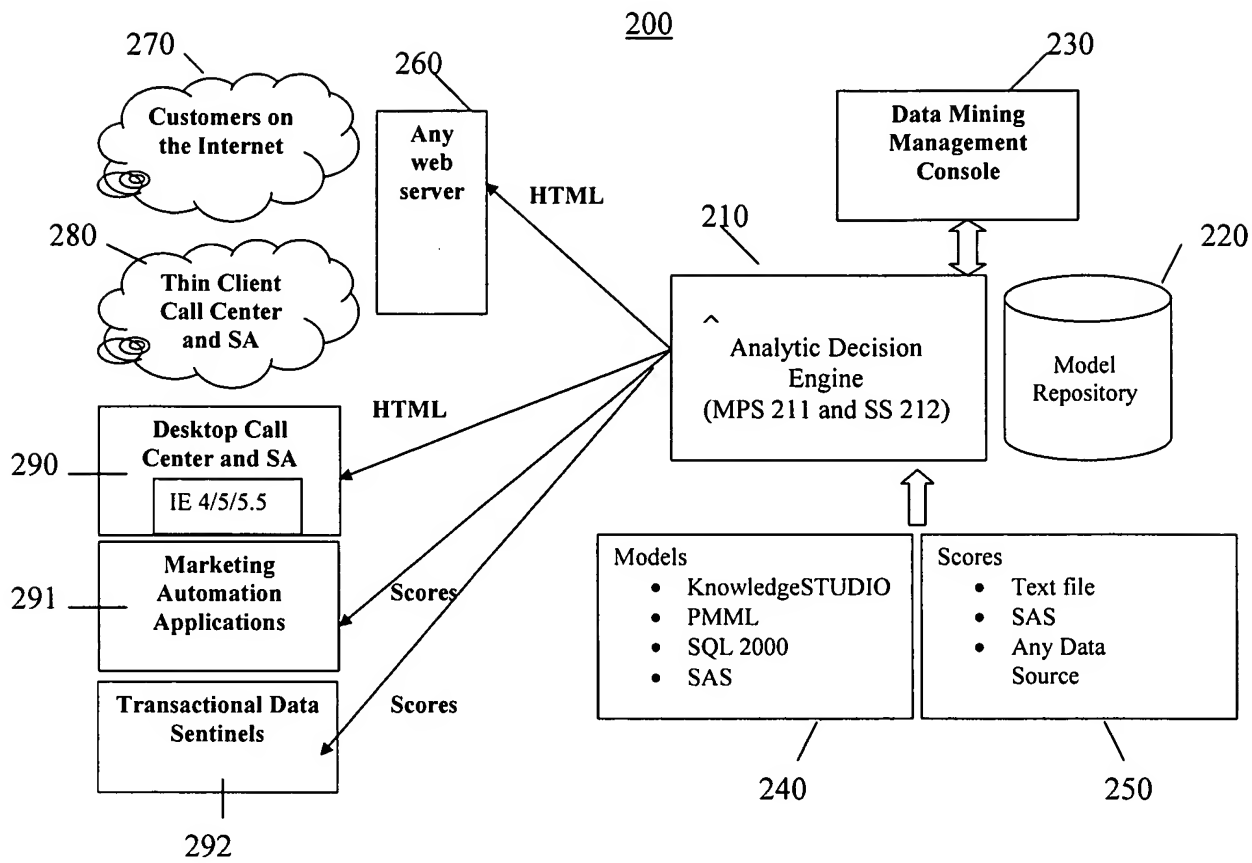 200
270
260
230
Customers on
the Internet
Any
web
server
Data Mining
Management
Console
HTML
280
210
220
Thin Client
Call Center
and SA
^
Analytic Decision
Engine
(MPS 211 and SS 212)
Model
Repository
HTML
290
Desktop Call
Center and SA
IE 4/5/5.5
291
Marketing
Automation
Applications
Scores
Models
• KnowledgeSTUDIO
• PMML
• SQL 2000
• SAS
Scores
• Text file
• SAS
• Any Data
Source
Transactional Data
Sentinels
Scores
292
240
250